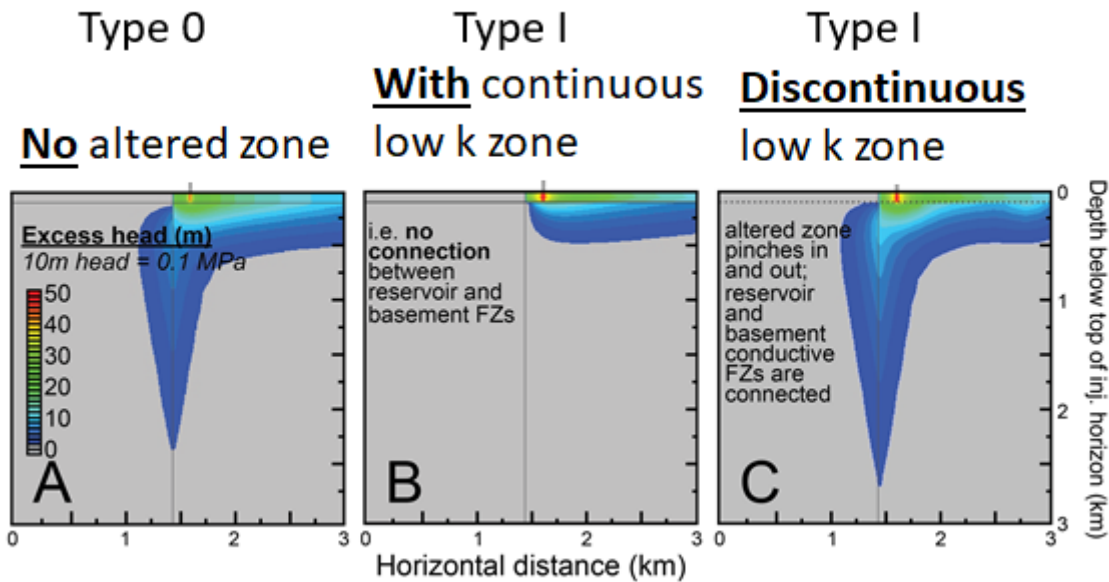 Type 0
No altered zone
Type I
With continuous
low k zone
Type I
Discontinuous
low k zone
Excess head (m)
10m head = 0.1 MPa
50
40
30
20
10
0
A
i.e. no
connection
between
reservoir and
basement FZs
B
altered zone
pinches in
and out;
reservoir
and
basement
conductive
FZs are
connected
C
0
1
2
3
Depth below top of inj. horizon (km)
0 1 2 3
0 1 2 3
0 1 2 3
Horizontal distance (km)